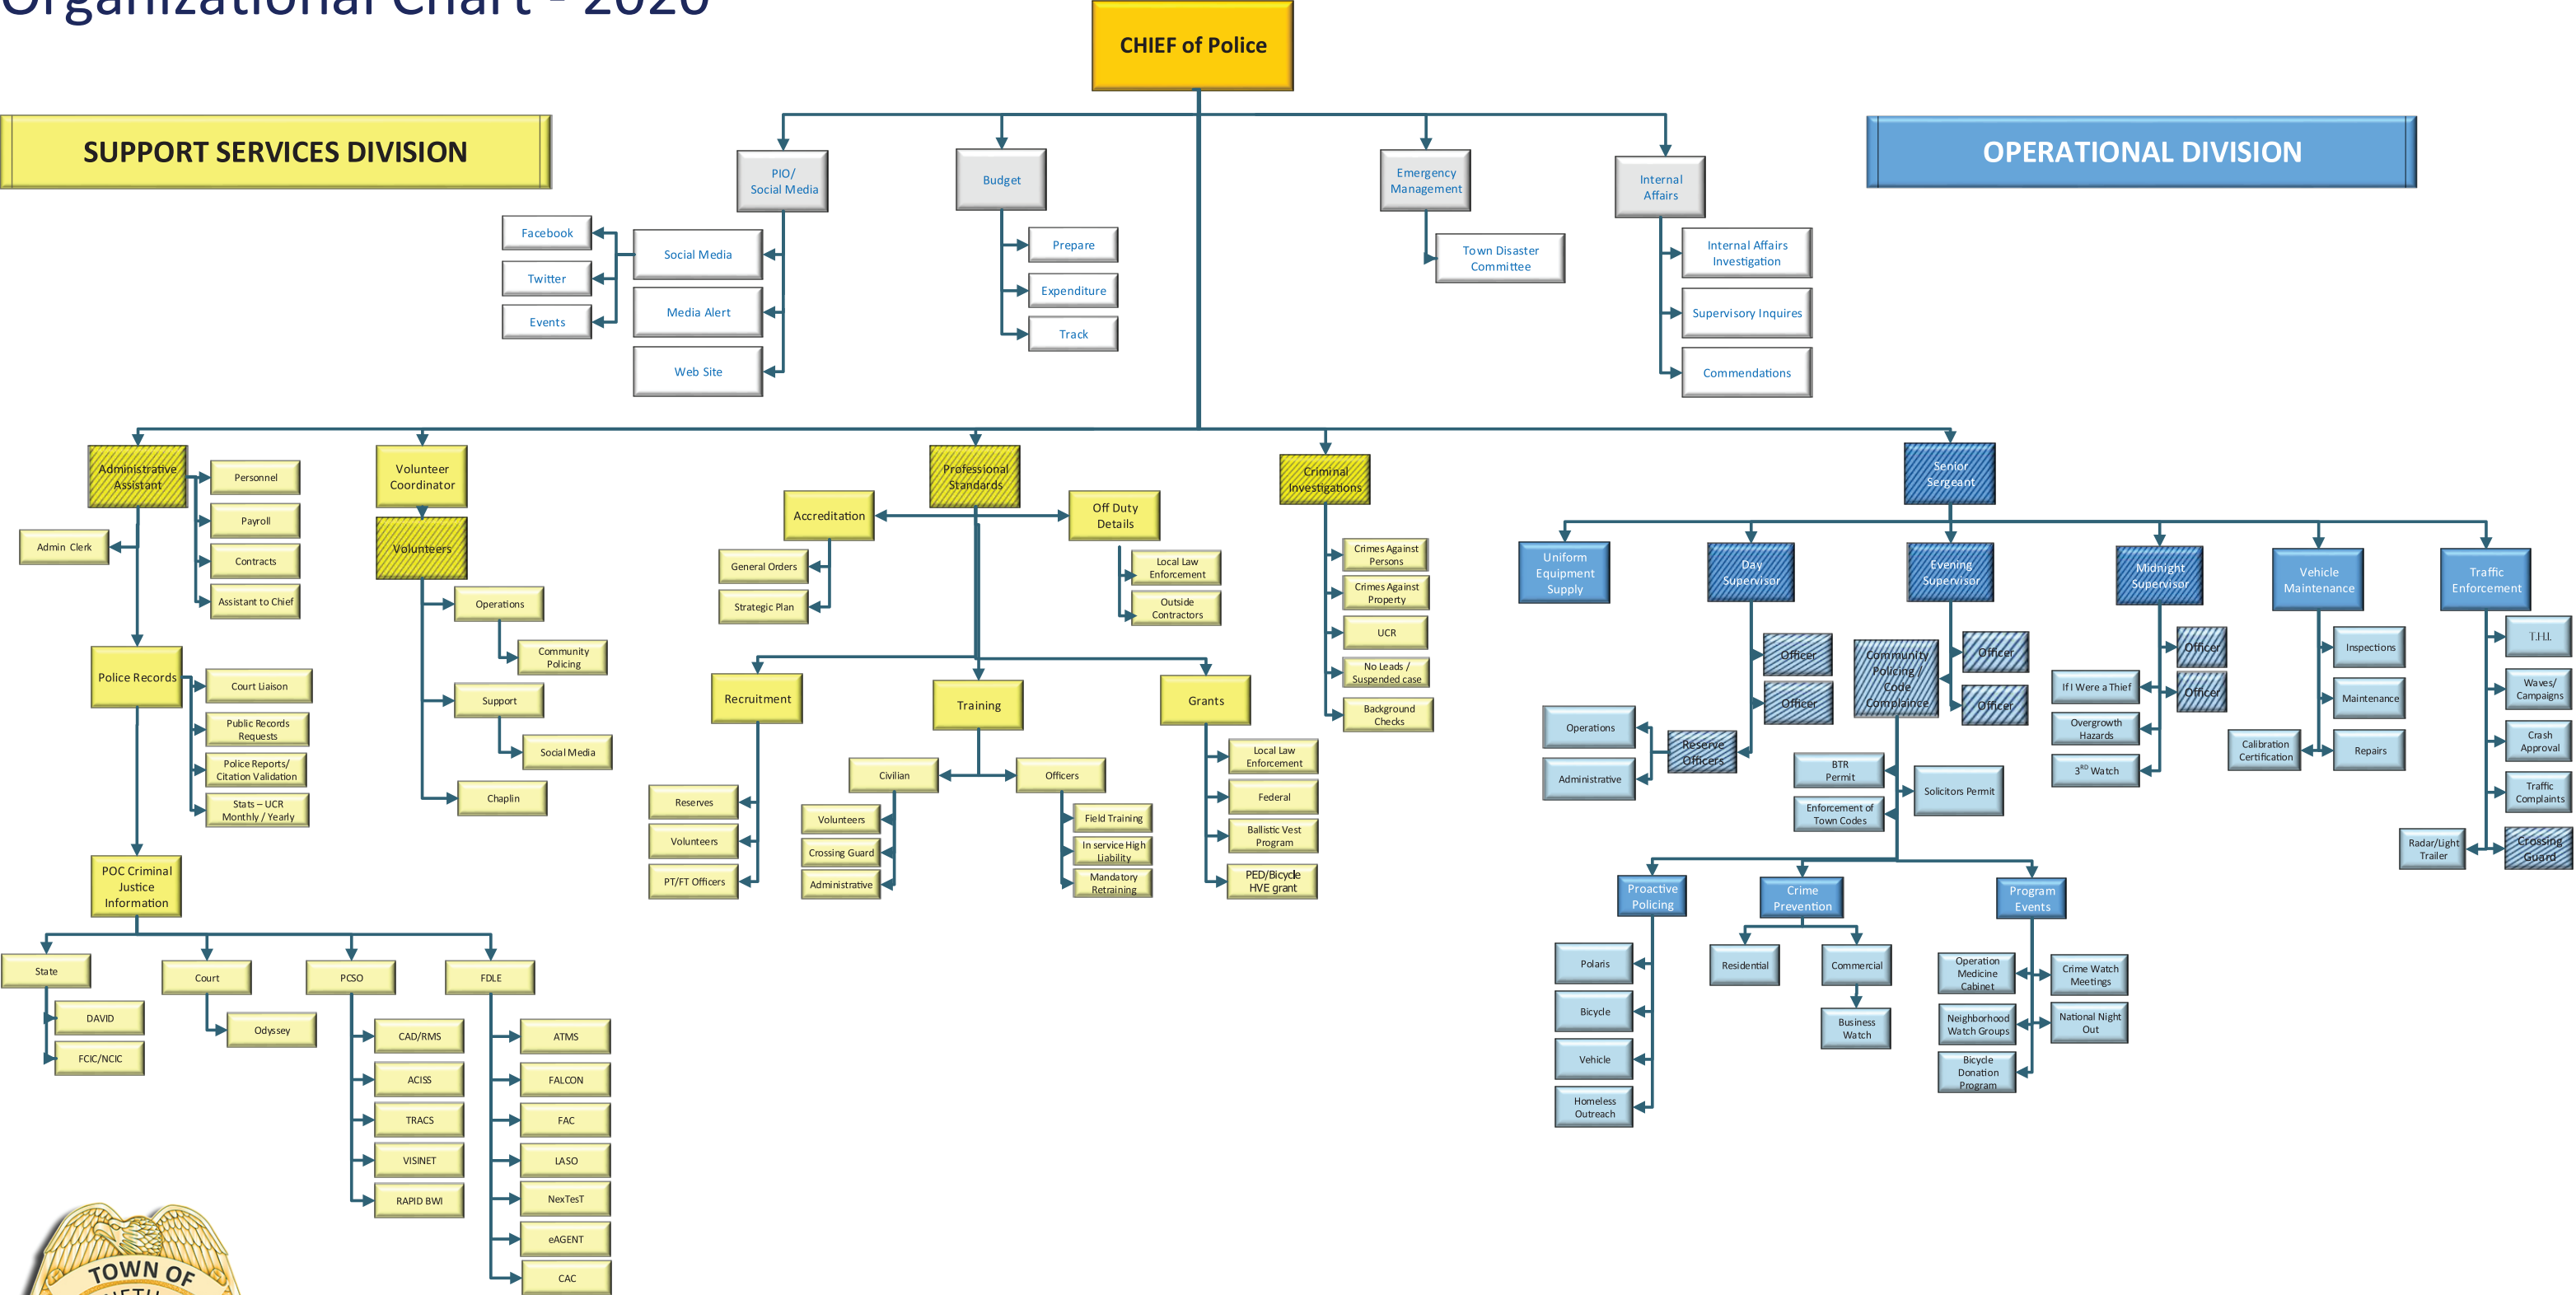 Organizational Chart - 2020
CHIEF of Police
SUPPORT SERVICES DIVISION
OPERATIONAL DIVISION
PIO/
Social Media
Budget
Emergency
Management
Internal
Affairs
Facebook
Twitter
Events
Social Media
Media Alert
Web Site
Prepare
Expenditure
Track
Town Disaster
Committee
Internal Affairs
Investigation
Supervisory Inquires
Commendations
Administrative
Assistant
Personnel
Payroll
Contracts
Assistant to Chief
Admin Clerk
Police Records
Court Liaison
Public Records
Requests
Police Reports/
Citation Validation
Stats – UCR
Monthly / Yearly
POC Criminal
Justice
Information
State
DAVID
FCIC/NCIC
Court
Odyssey
PCSO
CAD/RMS
ACISS
TRACS
VISINET
RAPID BWI
FDLE
ATMS
FALCON
FAC
LASO
NexTesT
eAGENT
CAC
Volunteer
Coordinator
Volunteers
Operations
Community
Policing
Support
Social Media
Chaplin
Professional
Standards
Accreditation
General Orders
Strategic Plan
Off Duty
Details
Local Law
Enforcement
Outside
Contractors
Recruitment
Reserves
Volunteers
PT/FT Officers
Training
Civilian
Volunteers
Crossing Guard
Administrative
Officers
Field Training
In service High
Liability
Mandatory
Retraining
Grants
Local Law
Enforcement
Federal
Ballistic Vest
Program
PED/Bicycle
HVE grant
Criminal
Investigations
Crimes Against
Persons
Crimes Against
Property
UCR
No Leads /
Suspended case
Background
Checks
Senior
Sergeant
Uniform
Equipment
Supply
Day
Supervisor
Officer
Officer
Reserve
Officers
Operations
Administrative
Evening
Supervisor
Officer
Officer
Community
Policing /
Code
Complaince
BTR
Permit
Enforcement of
Town Codes
Solicitors Permit
Proactive
Policing
Polaris
Bicycle
Vehicle
Homeless
Outreach
Crime
Prevention
Residential
Commercial
Business
Watch
Program
Events
Operation
Medicine
Cabinet
Neighborhood
Watch Groups
Bicycle
Donation
Program
Crime Watch
Meetings
National Night
Out
Midnight
Supervisor
Officer
Officer
If I Were a Thief
Overgrowth
Hazards
3RD Watch
Vehicle
Maintenance
Inspections
Maintenance
Repairs
Calibration
Certification
Traffic
Enforcement
T.H.I.
Waves/
Campaigns
Crash
Approval
Traffic
Complaints
Radar/Light
Trailer
Crossing
Guard
TOWN OF